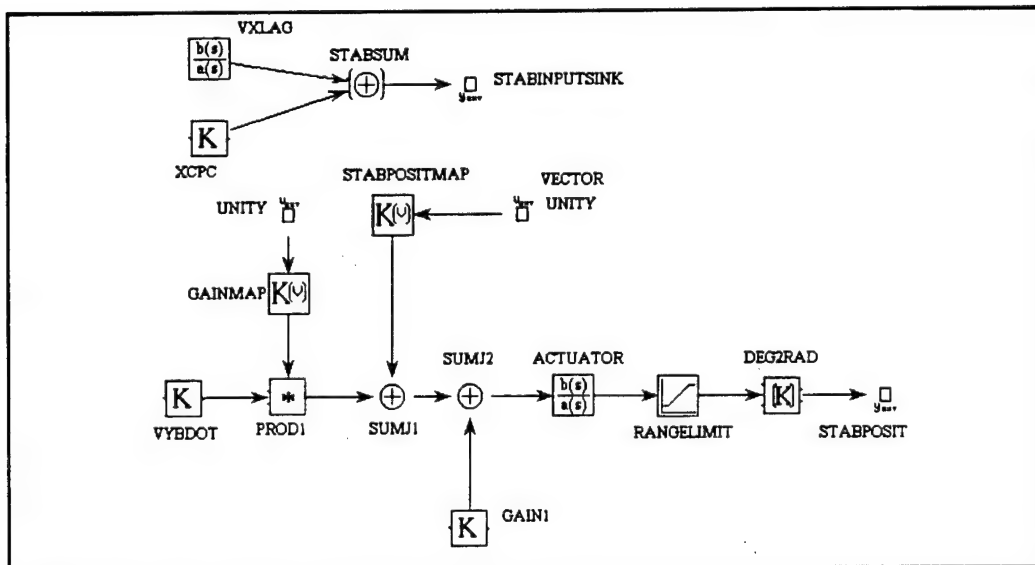 VXLAG
b(s)
a(s)
STABSUM
(+)
STABINPUTSINK
K
XCPC
STABPOSITMAP
VECTOR
UNITY
UNITY
K(∪)
GAINMAP
K(∪)
SUMJ2
ACTUATOR
DEG2RAD
K
*
+
+
b(s)
a(s)
[K]
VYBDOT
PROD1
SUMJ1
RANGELIMIT
STABPOSIT
K
GAIN1